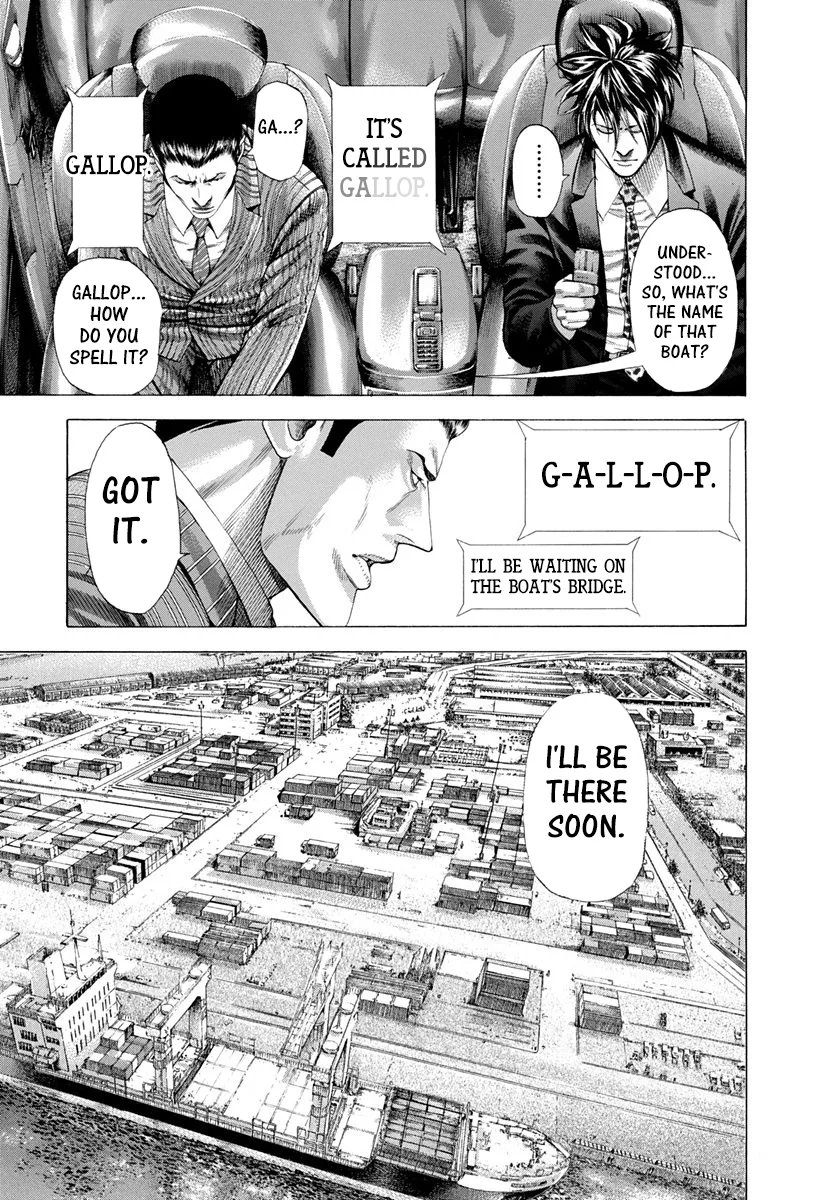 . . . . . .
UNDER-
STOOD...
SO, WHAT'S
THE NAME
OF THAT
BOAT?
IT'S
CALLED
GALLOP.
GA...?
GALLOP.
GALLOP...
HOW
DO YOU
SPELL IT?
G-A-L-L-O-P.
I'LL BE WAITING ON
THE BOAT'S BRIDGE.
GOT
IT.
I'LL BE
THERE
SOON.